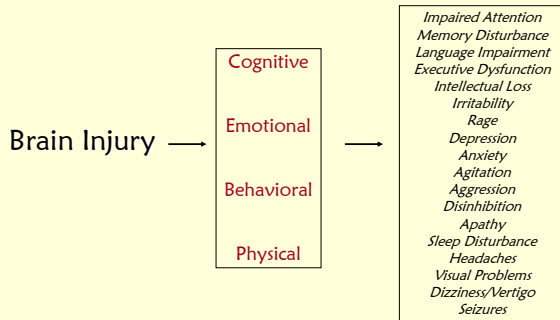 Brain Injury
Cognitive
Emotional
Behavioral
Physical
Impaired Attention
Memory Disturbance
Language Impairment
Executive Dysfunction
Intellectual Loss
Irritability
Rage
Depression
Anxiety
Agitation
Aggression
Disinhibition
Apathy
Sleep Disturbance
Headaches
Visual Problems
Dizziness/Vertigo
Seizures